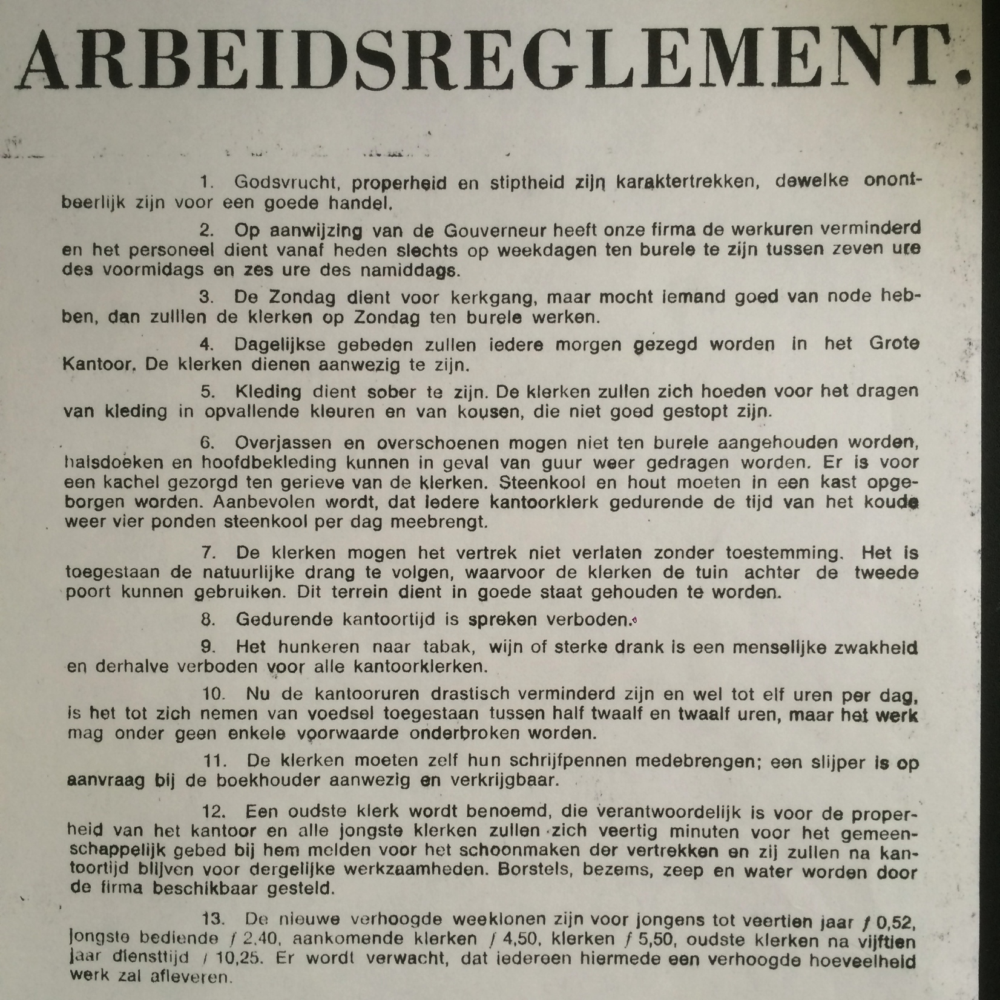 ARBEIDSREGLEMENT.
1. Godsvrucht, properheid en stiptheid zijn karaktertrekken, dewelke onont-
beerlijk zijn voor een goede handel.
2. Op aanwijzing van de Gouverneur heeft onze firma de werkuren verminderd
en het personeel dient vanaf heden slechts op weekdagen ten burele te zijn tussen zeven ure
des voormidags en zes ure des namiddags.
3. De Zondag dient voor kerkgang, maar mocht iemand goed van node heb-
ben, dan zulllen de klerken op Zondag ten burele werken.
4. Dagelijkse gebeden zullen iedere morgen gezegd worden in het Grote
Kantoor. De klerken dienen aanwezig te zijn.
5. Kleding dient sober te zijn. De klerken zullen zich hoeden voor het dragen
van kleding in opvallende kleuren en van kousen, die niet goed gestopt zijn.
6. Overjassen en overschoenen mogen niet ten burele aangehouden worden,
halsdoeken en hoofdbekleding kunnen in geval van guur weer gedragen worden. Er is voor
een kachel gezorgd ten gerieve van de klerken. Steenkool en hout moeten in een kast opge-
borgen worden. Aanbevolen wordt, dat iedere kantoorklerk gedurende de tijd van het koude
weer vier ponden steenkool per dag meebrengt.
7. De klerken mogen het vertrek niet verlaten zonder toestemming. Het is
toegestaan de natuurlijke drang te volgen, waarvoor de klerken de tuin achter de tweede
poort kunnen gebruiken. Dit terrein dient in goede staat gehouden te worden.
8. Gedurende kantoortijd is spreken verboden.
9. Het hunkeren naar tabak, wijn of sterke drank is een menselijke zwakheid
en derhalve verboden voor alle kantoorklerken.
10. Nu de kantooruren drastisch verminderd zijn en wel tot elf uren per dag,
is het tot zich nemen van voedsel toegestaan tussen half twaalf en twaalf uren, maar het werk
mag onder geen enkele voorwaarde onderbroken worden.
11. De klerken moeten zelf hun schrijfpennen medebrengen; een slijper is op
aanvraag bij de boekhouder aanwezig en verkrijgbaar.
12. Een oudste klerk wordt benoemd, die verantwoordelijk is voor de proper-
heid van het kantoor en alle jongste klerken zullen zich veertig minuten voor het gemeen-
schappelijk gebed bij hem melden voor het schoonmaken der vertrekken en zij zullen na kan-
toortijd blijven voor dergelijke werkzaamheden. Borstels, bezems, zeep en water worden door
de firma beschikbaar gesteld.
13. De nieuwe verhoogde weeklonen zijn voor jongens tot veertien jaar ƒ 0,52,
jongste bediende ƒ 2,40, aankomende klerken ƒ 4,50, klerken ƒ 5,50, oudste klerken na vijftien
jaar diensttijd ƒ 10,25. Er wordt verwacht, dat iedereen hiermede een verhoogde hoeveelheid
werk zal afleveren.